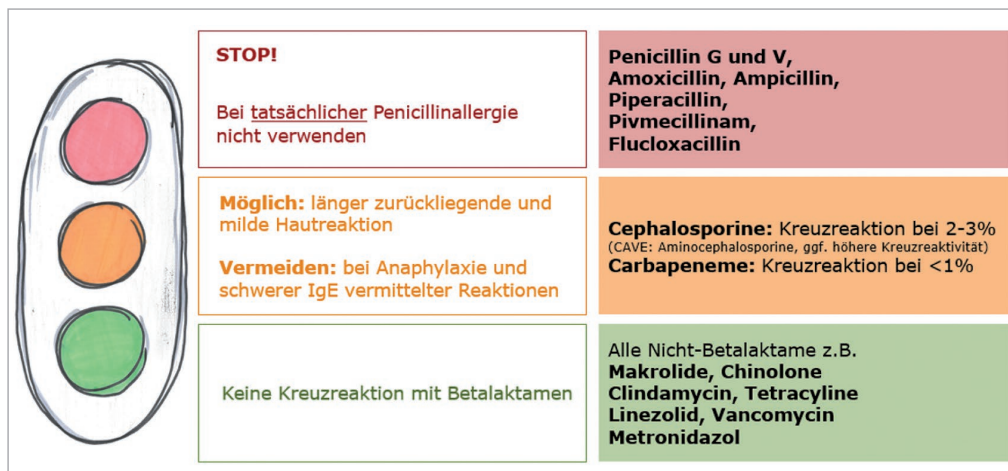 STOP!
Bei tatsächlicher Penicillinallergie
nicht verwenden
Penicillin G und V,
Amoxicillin, Ampicillin,
Piperacillin,
Pivmecillinam,
Flucloxacillin
Möglich: länger zurückliegende und
milde Hautreaktion
Vermeiden: bei Anaphylaxie und
schwerer IgE vermittelter Reaktionen
Cephalosporine: Kreuzreaktion bei 2-3%
(CAVE: Aminocephalosporine, ggf. höhere Kreuzreaktivität)
Carbapeneme: Kreuzreaktion bei <1%
Keine Kreuzreaktion mit Betalaktamen
Alle Nicht-Betalaktame z.B.
Makrolide, Chinolone
Clindamycin, Tetracyline
Linezolid, Vancomycin
Metronidazol